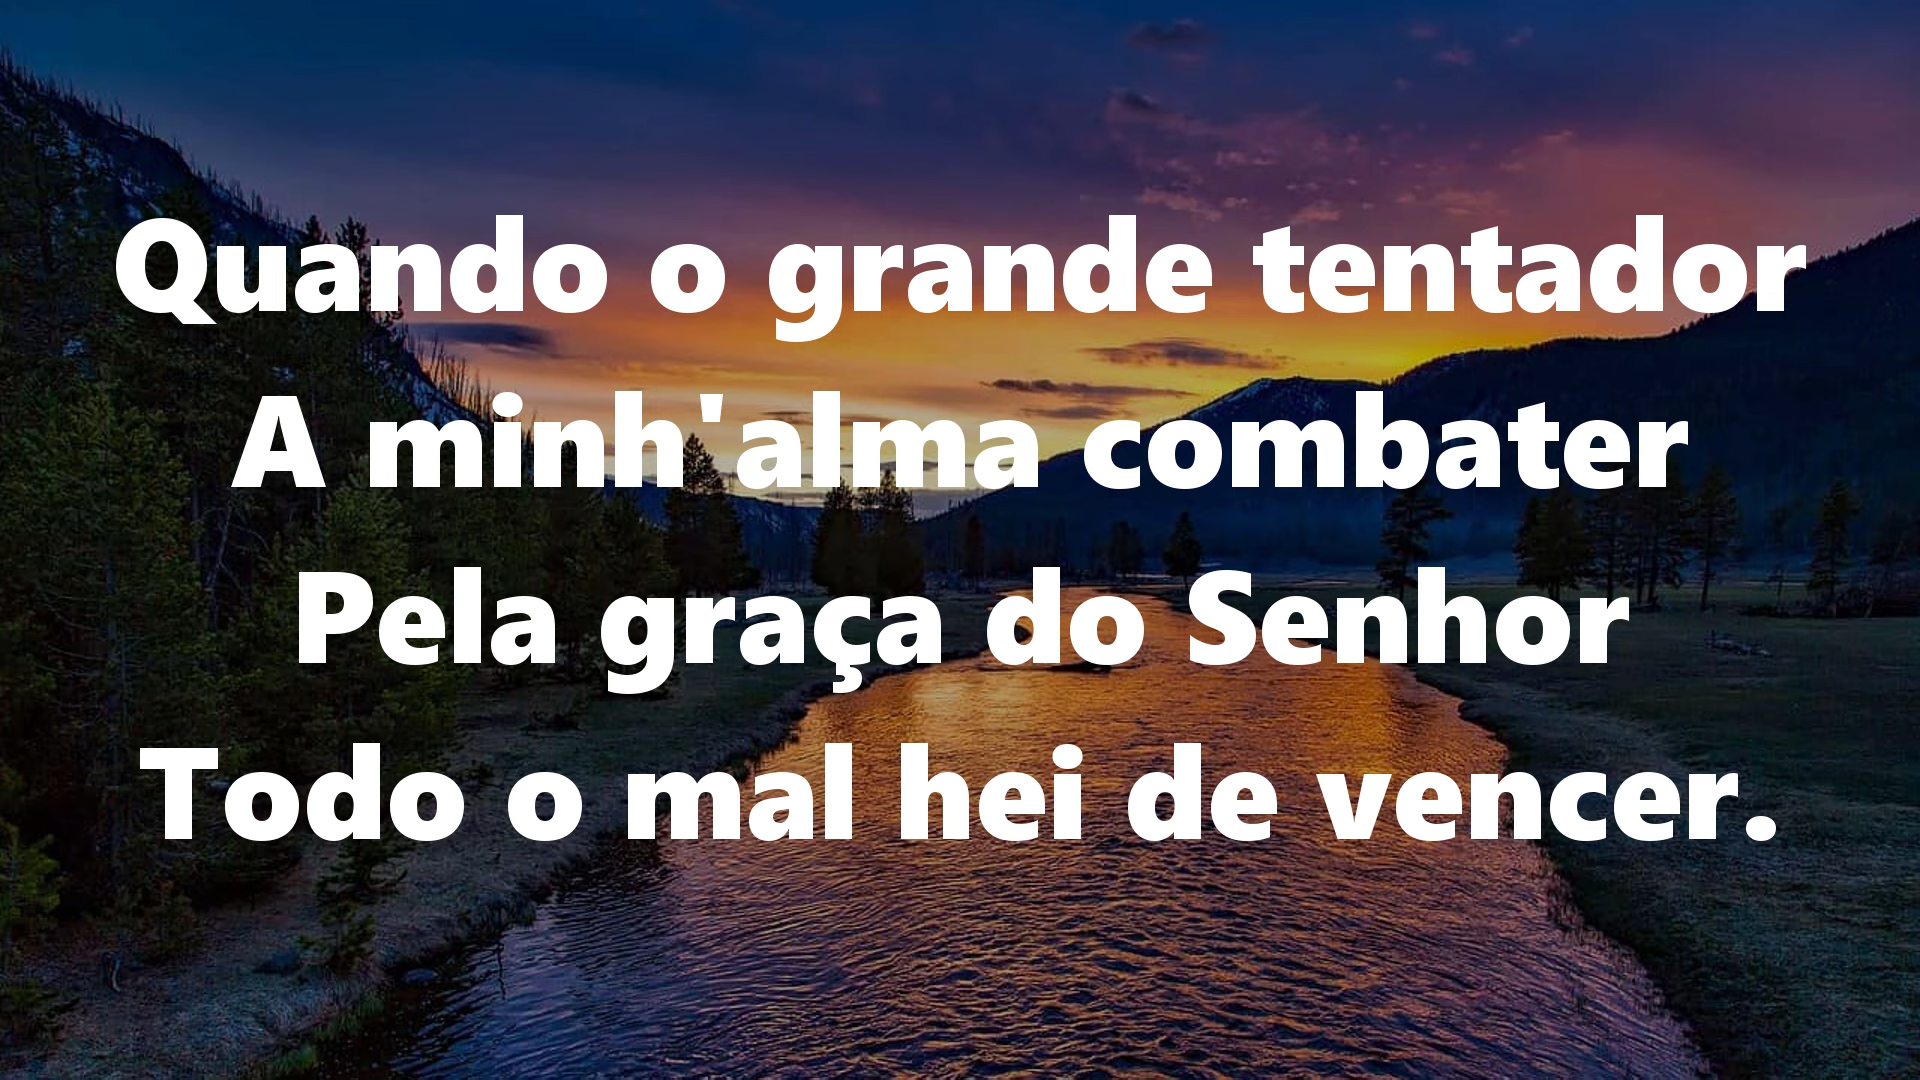 Quando o grande tentador
A minh'alma combater
Pela graça do Senhor
Todo o mal hei de vencer.